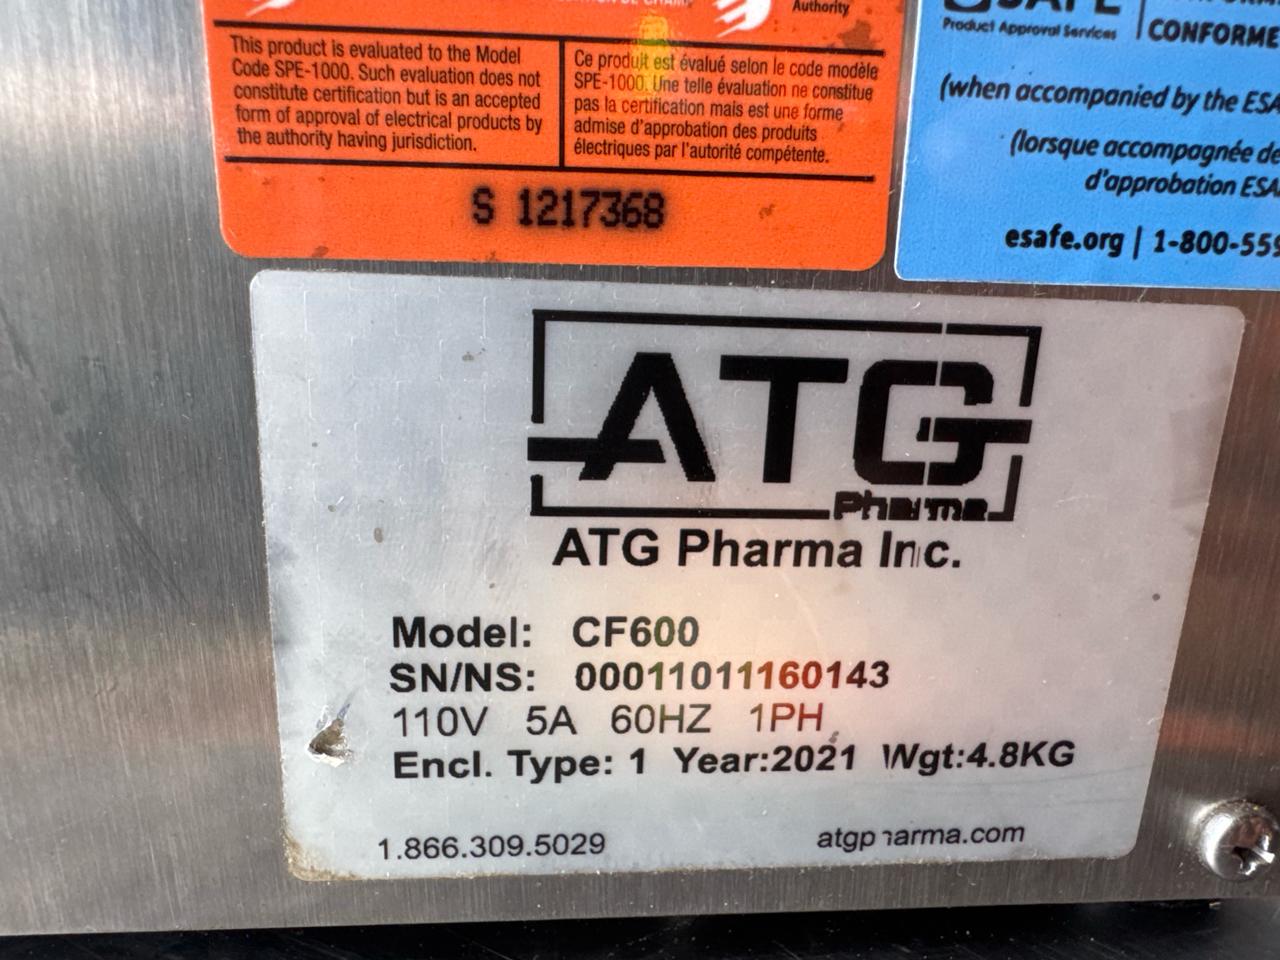 Authority
This product is evaluated to the Model
Code SPE-1000. Such evaluation does not
constitute certification but is an accepted
form of approval of electrical products by
the authority having jurisdiction.
Ce produit est évalué selon le code modèle
SPE-1000. Une telle évaluation ne constitue
pas la certification mais est une forme
admise d'approbation des produits
électriques par l'autorité compétente.
S 1217368
Product Approval Services
CONFORME
(when accompanied by the ESA
(lorsque accompagnée de
d'approbation ESA
esafe.org | 1-800-559
ATG
Pharma
ATG Pharma Inc.
Model: CF600
SN/NS: 00011011160143
110V 5A 60HZ 1PH
Encl. Type: 1 Year:2021 Wgt:4.8KG
1.866.309.5029 atgpharma.com